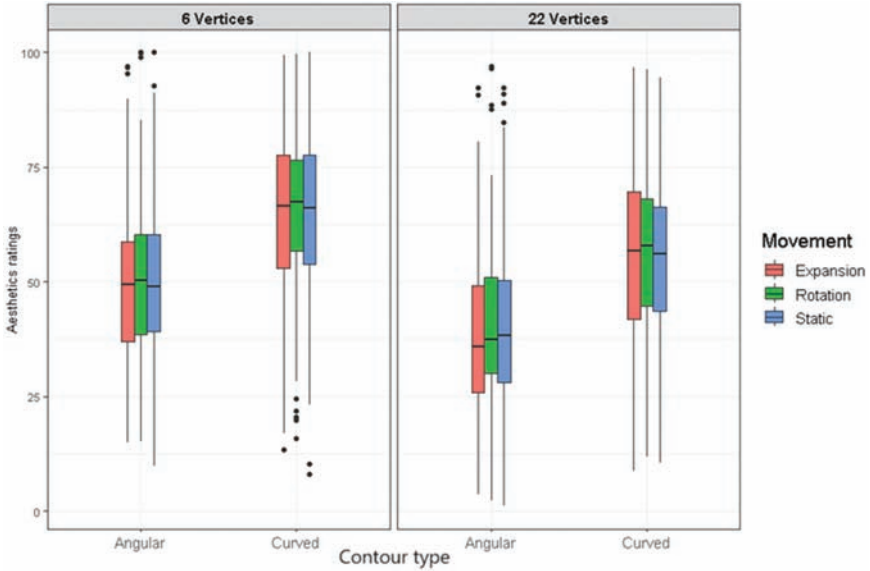 6 Vertices
22 Vertices
Aesthetics ratings
100
75
50
25
0
Angular
Curved
Angular
Curved
Contour type
Movement
Expansion
Rotation
Static